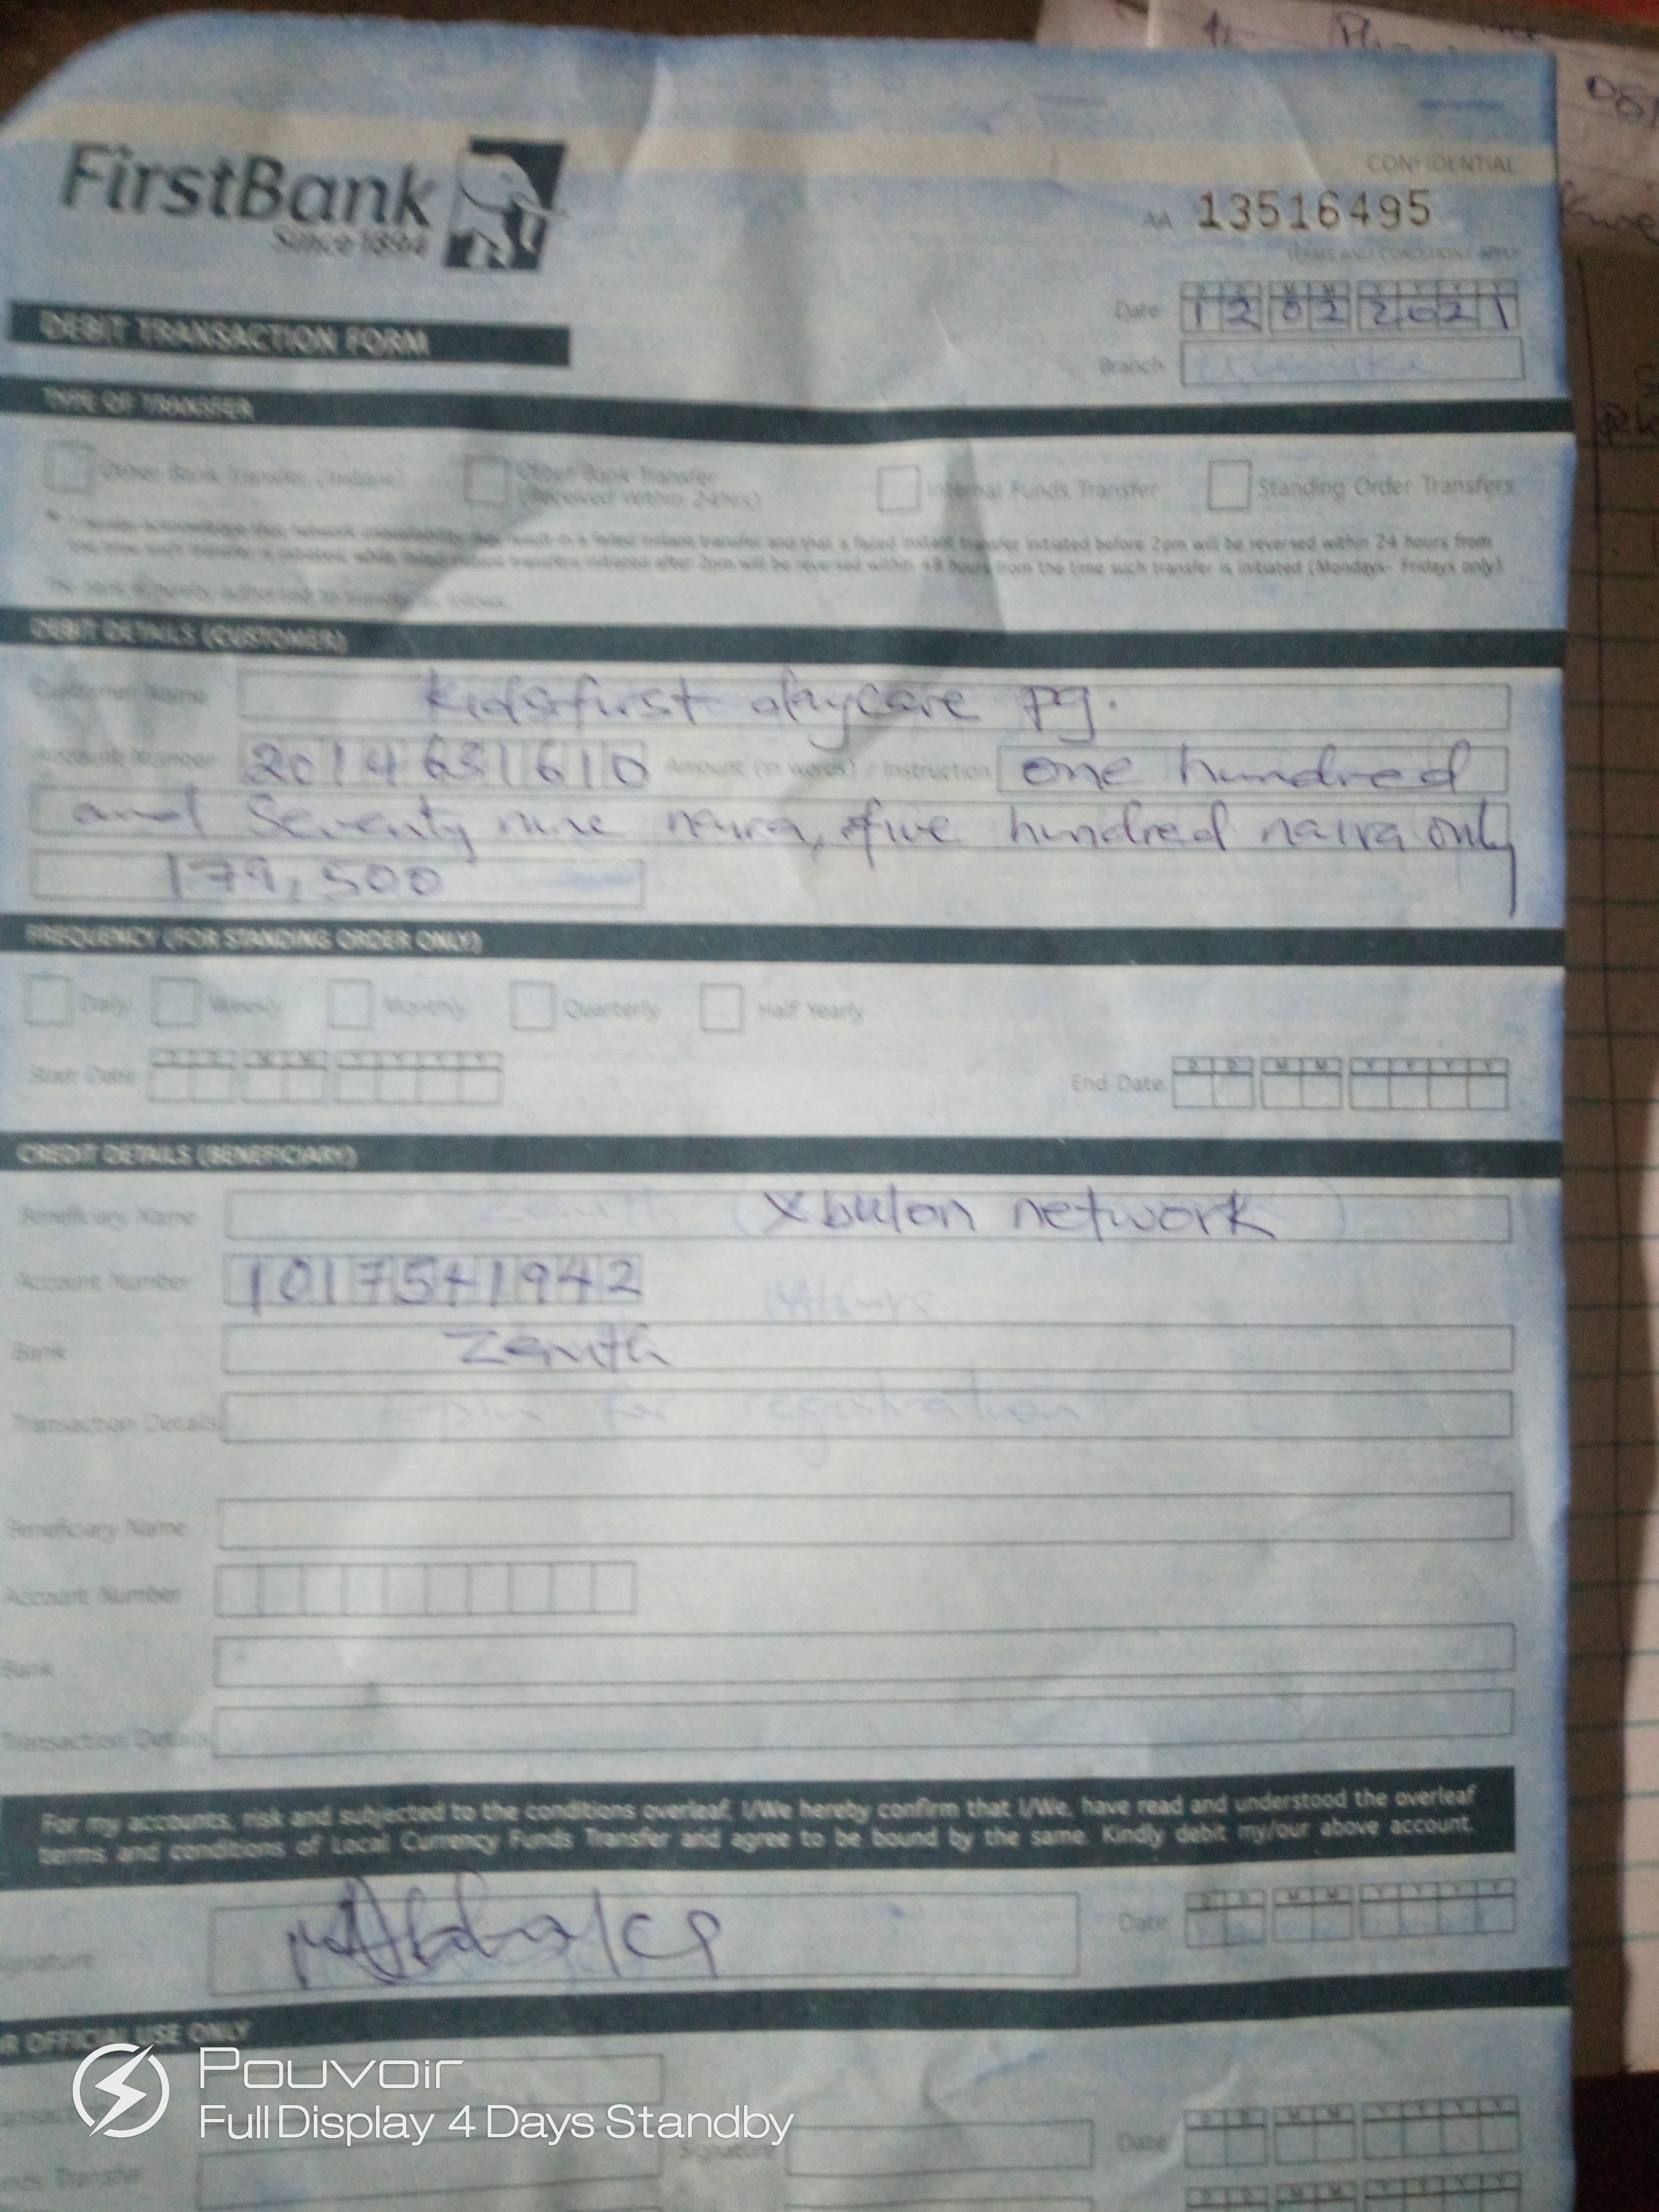 FirstBank
Since 1894
CONFIDENTIAL
AA 13516495
TERMS AND CONDITIONS APPLY
Date D D M M Y Y Y Y
12 02 2021
DEBIT TRANSACTION FORM
Branch
TYPE OF TRANSFER
Other Bank Transfer (Instant)
Other Bank Transfer (Received Within 24hrs)
Internal Funds Transfer
Standing Order Transfers
* I hereby acknowledge that network unavailability may result in a failed instant transfer and that a failed instant transfer initiated before 2pm will be reversed within 24 hours from
the time such transfer is initiated, while failed instant transfers initiated after 2pm will be reversed within 48 hours from the time such transfer is initiated (Mondays- Fridays only)
The bank is hereby authorised to transfer as follows
DEBIT DETAILS (CUSTOMER)
Customer Name Kidsfirst daycare pg.
Account Number 2014631610 Amount (in words) / Instruction one hundred
and Seventy nine naira, five hundred naira only
179,500
FREQUENCY (FOR STANDING ORDER ONLY)
Daily Weekly Monthly Quarterly Half Yearly
Start Date D D M M Y Y Y Y End Date D D M M Y Y Y Y
CREDIT DETAILS (BENEFICIARY)
Beneficiary Name Zenith (Xbulon network)
Account Number 1017541942
Bank Zenith
Transaction Details Epin for registration
Beneficiary Name
Account Number
Bank
Transaction Details
For my accounts, risk and subjected to the conditions overleaf, I/We hereby confirm that I/We, have read and understood the overleaf
terms and conditions of Local Currency Funds Transfer and agree to be bound by the same. Kindly debit my/our above account.
Signature Date D D M M Y Y Y Y
R OFFICIAL USE ONLY
POUVOIR
Full Display 4 Days Standby
Signature Date D D M M Y Y Y Y
nds Transfer